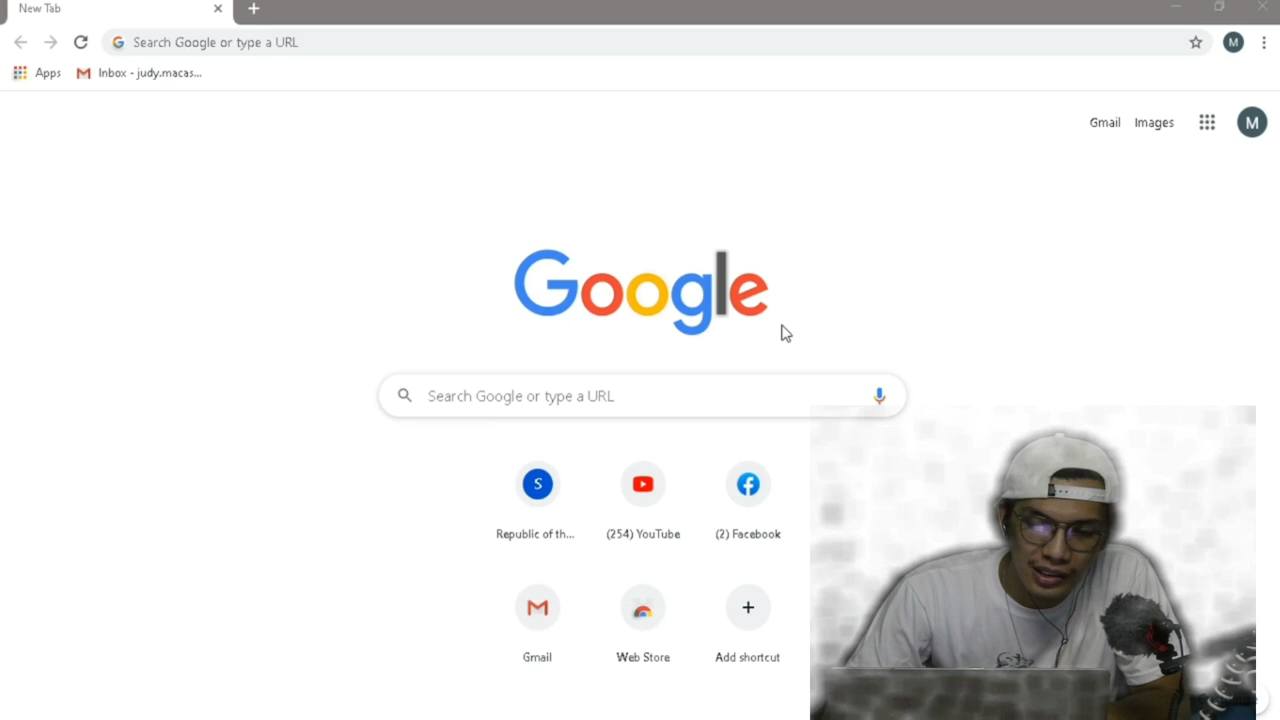 New Tab
Search Google or type a URL
Apps
Inbox - judy.macas...
Gmail
Images
M
M
Google
Search Google or type a URL
S
Republic of th...
(254) YouTube
(2) Facebook
Gmail
Web Store
Add shortcut